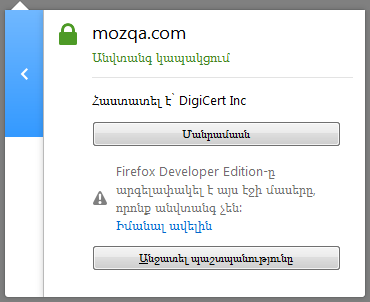 mozqa.com
Անվտանգ կապակցում
Հաստատել է՝ DigiCert Inc
Մանրամասն
Firefox Developer Edition-ը
արգելափակել է այս էջի մասերը,
որոնք անվտանգ չեն:
Իմանալ ավելին
Անջատել պաշտպանությունը